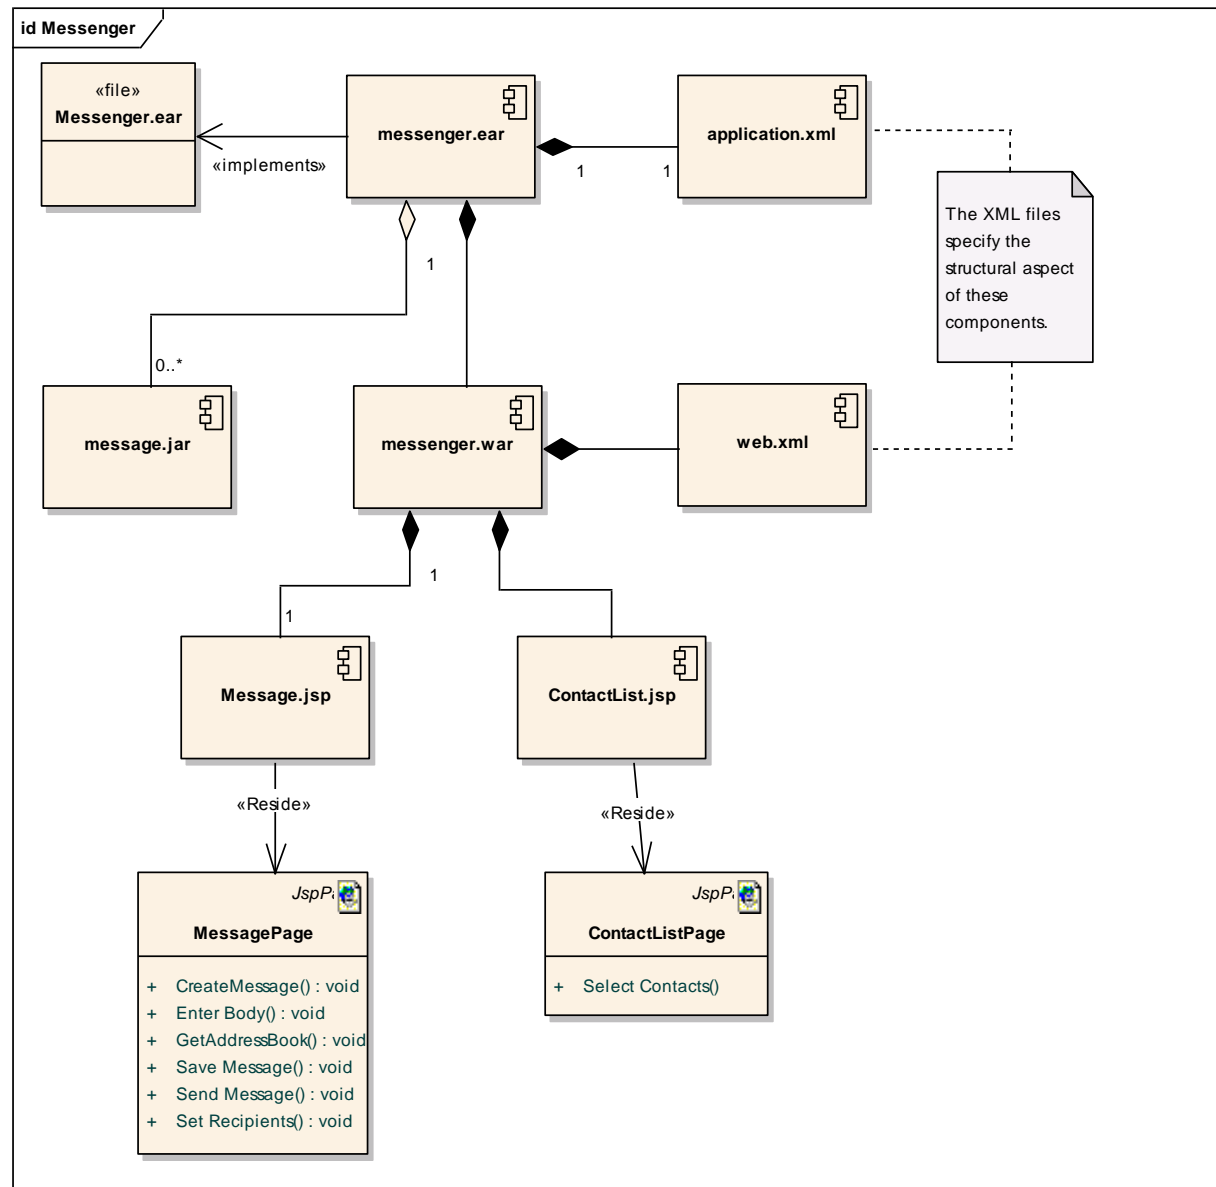 id Messenger
«file»
Messenger.ear
messenger.ear
application.xml
«implements»
1
1
The XML files
specify the
structural aspect
of these
components.
1
0..*
message.jar
messenger.war
web.xml
1
1
Message.jsp
ContactList.jsp
«Reside»
«Reside»
JspPa
MessagePage
+ CreateMessage() : void
+ Enter Body() : void
+ GetAddressBook() : void
+ Save Message() : void
+ Send Message() : void
+ Set Recipients() : void
JspPa
ContactListPage
+ Select Contacts()